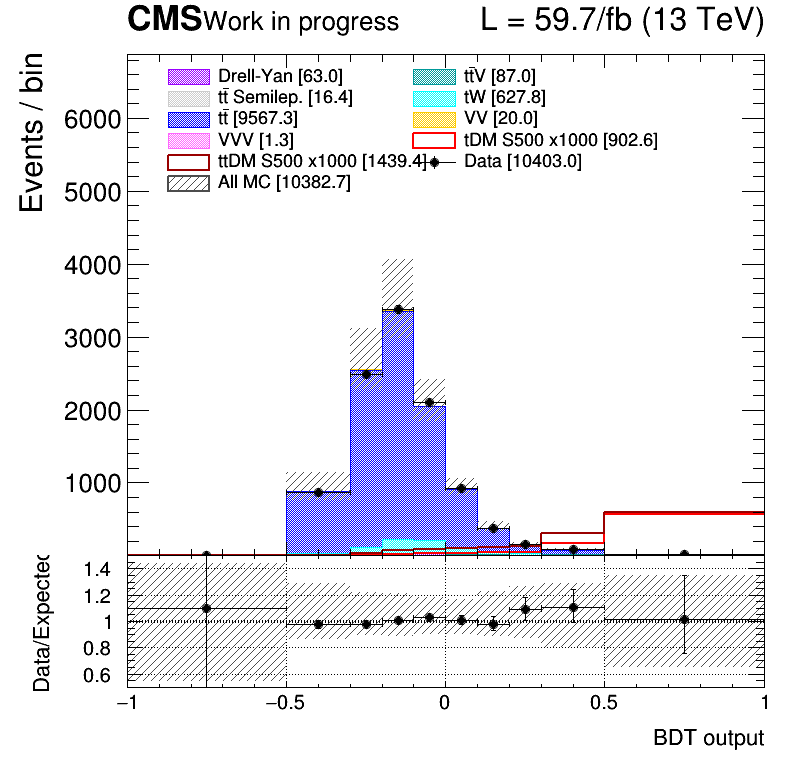 CMS Work in progress L = 59.7/fb (13 TeV)
Events / bin
Drell-Yan [63.0] tt̄V [87.0]
tt̄ Semilep. [16.4] tW [627.8]
tt̄ [9567.3] VV [20.0]
VVV [1.3] tDM S500 x1000 [902.6]
ttDM S500 x1000 [1439.4] Data [10403.0]
All MC [10382.7]
6000
5000
4000
3000
2000
1000
Data/Expected
1.4
1.2
1
0.8
0.6
−1 −0.5 0 0.5 1
BDT output